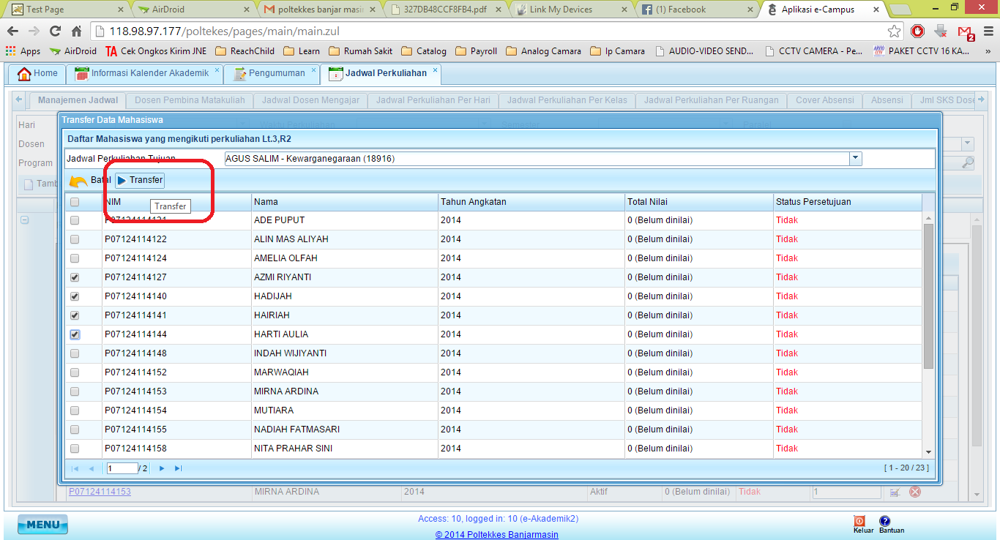 Test Page
AirDroid
poltekkes banjar masin
327DB48CCF8FB4.pdf
Link My Devices
(1) Facebook
Aplikasi e-Campus
118.98.97.177/poltekes/pages/main/main.zul
2
Apps
AirDroid
TA Cek Ongkos Kirim JNE
ReachChild
Learn
Rumah Sakit
Catalog
Payroll
Analog Camara
Ip Camara
AUDIO-VIDEO SEND...
CCTV CAMERA - Pe...
PAKET CCTV 16 KA...
»
Home
Informasi Kalender Akademik
Pengumuman
Jadwal Perkuliahan
Manajemen Jadwal
Dosen Pembina Matakuliah
Jadwal Dosen Mengajar
Jadwal Perkuliahan Per Hari
Jadwal Perkuliahan Per Kelas
Jadwal Perkuliahan Per Ruangan
Cover Absensi
Absensi
Jml SKS Dose
Hari
Dosen
Program
Tamb
Transfer Data Mahasiswa
Daftar Mahasiswa yang mengikuti perkuliahan Lt.3,R2
Jadwal Perkuliahan Tujuan
AGUS SALIM - Kewarganegaraan (18916)
Batal
Transfer
NIM Nama Tahun Angkatan Total Nilai Status Persetujuan
Transfer
P07124114121 ADE PUPUT 2014 0 (Belum dinilai) Tidak
P07124114122 ALIN MAS ALIYAH 2014 0 (Belum dinilai) Tidak
P07124114124 AMELIA OLFAH 2014 0 (Belum dinilai) Tidak
P07124114127 AZMI RIYANTI 2014 0 (Belum dinilai) Tidak
P07124114140 HADIJAH 2014 0 (Belum dinilai) Tidak
P07124114141 HAIRIAH 2014 0 (Belum dinilai) Tidak
P07124114144 HARTI AULIA 2014 0 (Belum dinilai) Tidak
P07124114148 INDAH WIJIYANTI 2014 0 (Belum dinilai) Tidak
P07124114152 MARWAQIAH 2014 0 (Belum dinilai) Tidak
P07124114153 MIRNA ARDINA 2014 0 (Belum dinilai) Tidak
P07124114154 MUTIARA 2014 0 (Belum dinilai) Tidak
P07124114155 NADIAH FATMASARI 2014 0 (Belum dinilai) Tidak
P07124114158 NITA PRAHAR SINI 2014 0 (Belum dinilai) Tidak
1 / 2
[ 1 - 20 / 23 ]
P07124114153 MIRNA ARDINA 2014 Aktif 0 (Belum dinilai) Tidak 1
MENU
Access: 10, logged in: 10 (e-Akademik2)
© 2014 Poltekkes Banjarmasin
Keluar
Bantuan